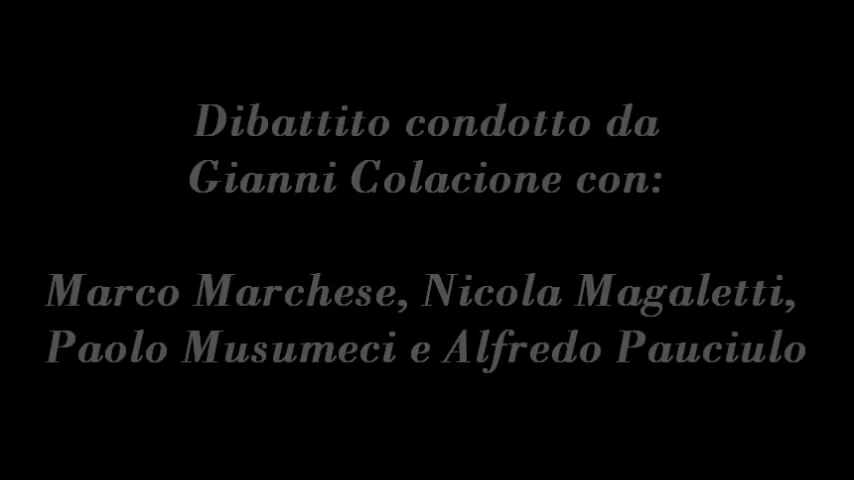 Dibattito condotto da
Gianni Colacione con:
Marco Marchese, Nicola Magaletti,
Paolo Musumeci e Alfredo Pauciulo